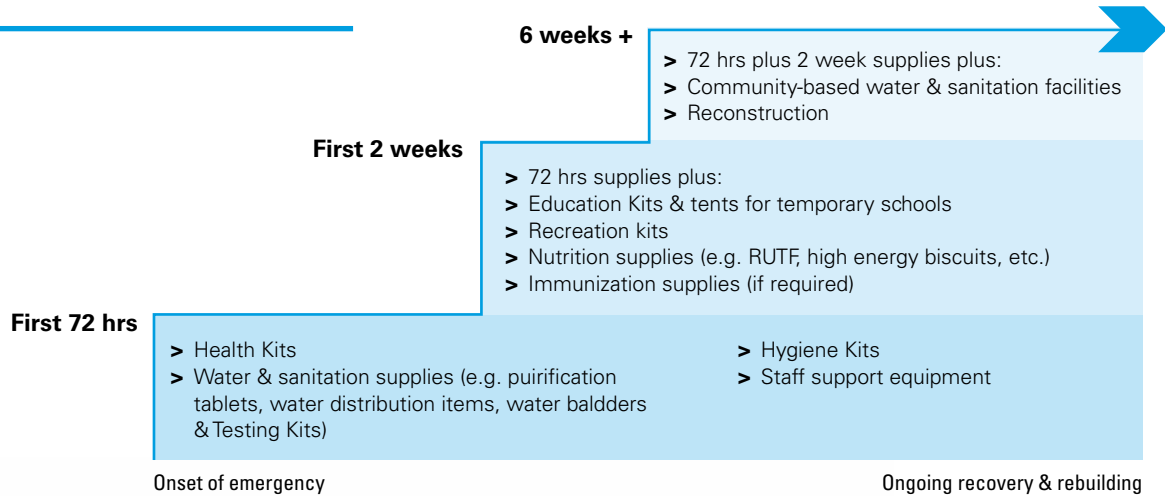 6 weeks +
> 72 hrs plus 2 week supplies plus:
> Community-based water & sanitation facilities
> Reconstruction
First 2 weeks
> 72 hrs supplies plus:
> Education Kits & tents for temporary schools
> Recreation kits
> Nutrition supplies (e.g. RUTF, high energy biscuits, etc.)
> Immunization supplies (if required)
First 72 hrs
> Health Kits
> Water & sanitation supplies (e.g. puirification
tablets, water distribution items, water baldders
& Testing Kits)
> Hygiene Kits
> Staff support equipment
Onset of emergency
Ongoing recovery & rebuilding